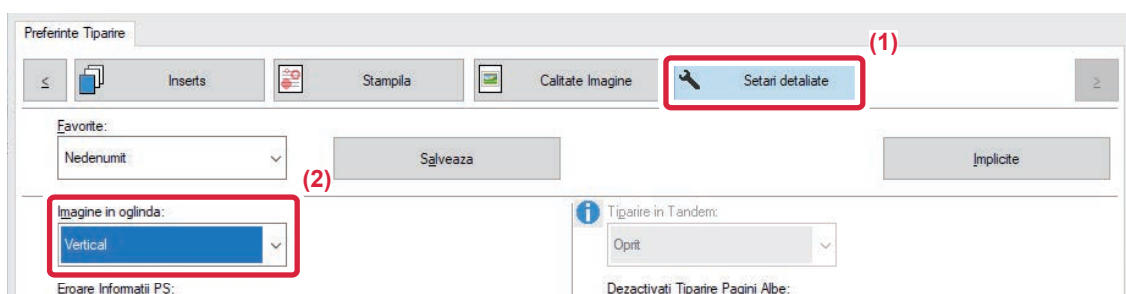 Preferinte Tiparire
(1)
≤ Inserts Stampila Calitate Imagine Setari detaliate ≥
Favorite:
Nedenumit Salveaza Implicite
(2)
Imagine in oglinda: Tiparire in Tandem:
Vertical Oprit
Eroare Informatii PS: Dezactivati Tiparire Pagini Albe: